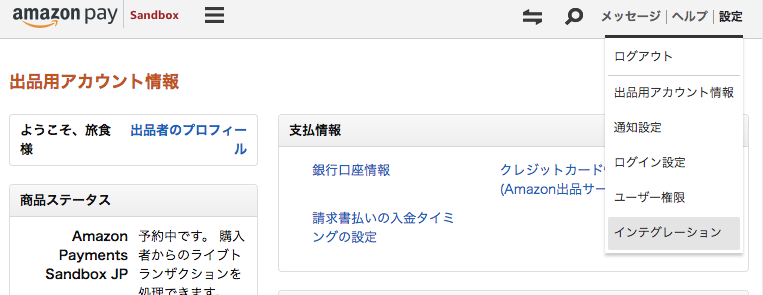 amazon pay Sandbox
メッセージ | ヘルプ | 設定
ログアウト
出品用アカウント情報
通知設定
ログイン設定
ユーザー権限
インテグレーション
出品用アカウント情報
ようこそ、旅食
様
出品者のプロフィー
ル
商品ステータス
Amazon
Payments
Sandbox JP
予約中です。 購入
者からのライブト
ランザクションを
処理できます。
支払情報
銀行口座情報
クレジットカード
(Amazon出品サー
請求書払いの入金タイミ
ングの設定